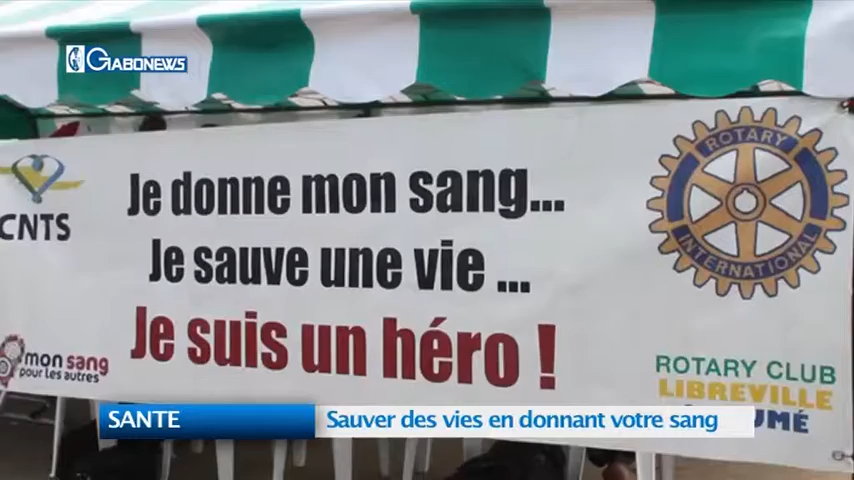 GABONEWS
Je donne mon sang...
CNTS
Je sauve une vie ...
Je suis un héro !
mon sang
pour les autres
ROTARY
INTERNATIONAL
ROTARY CLUB
LIBREVILLE
SANTE
Sauver des vies en donnant votre sang